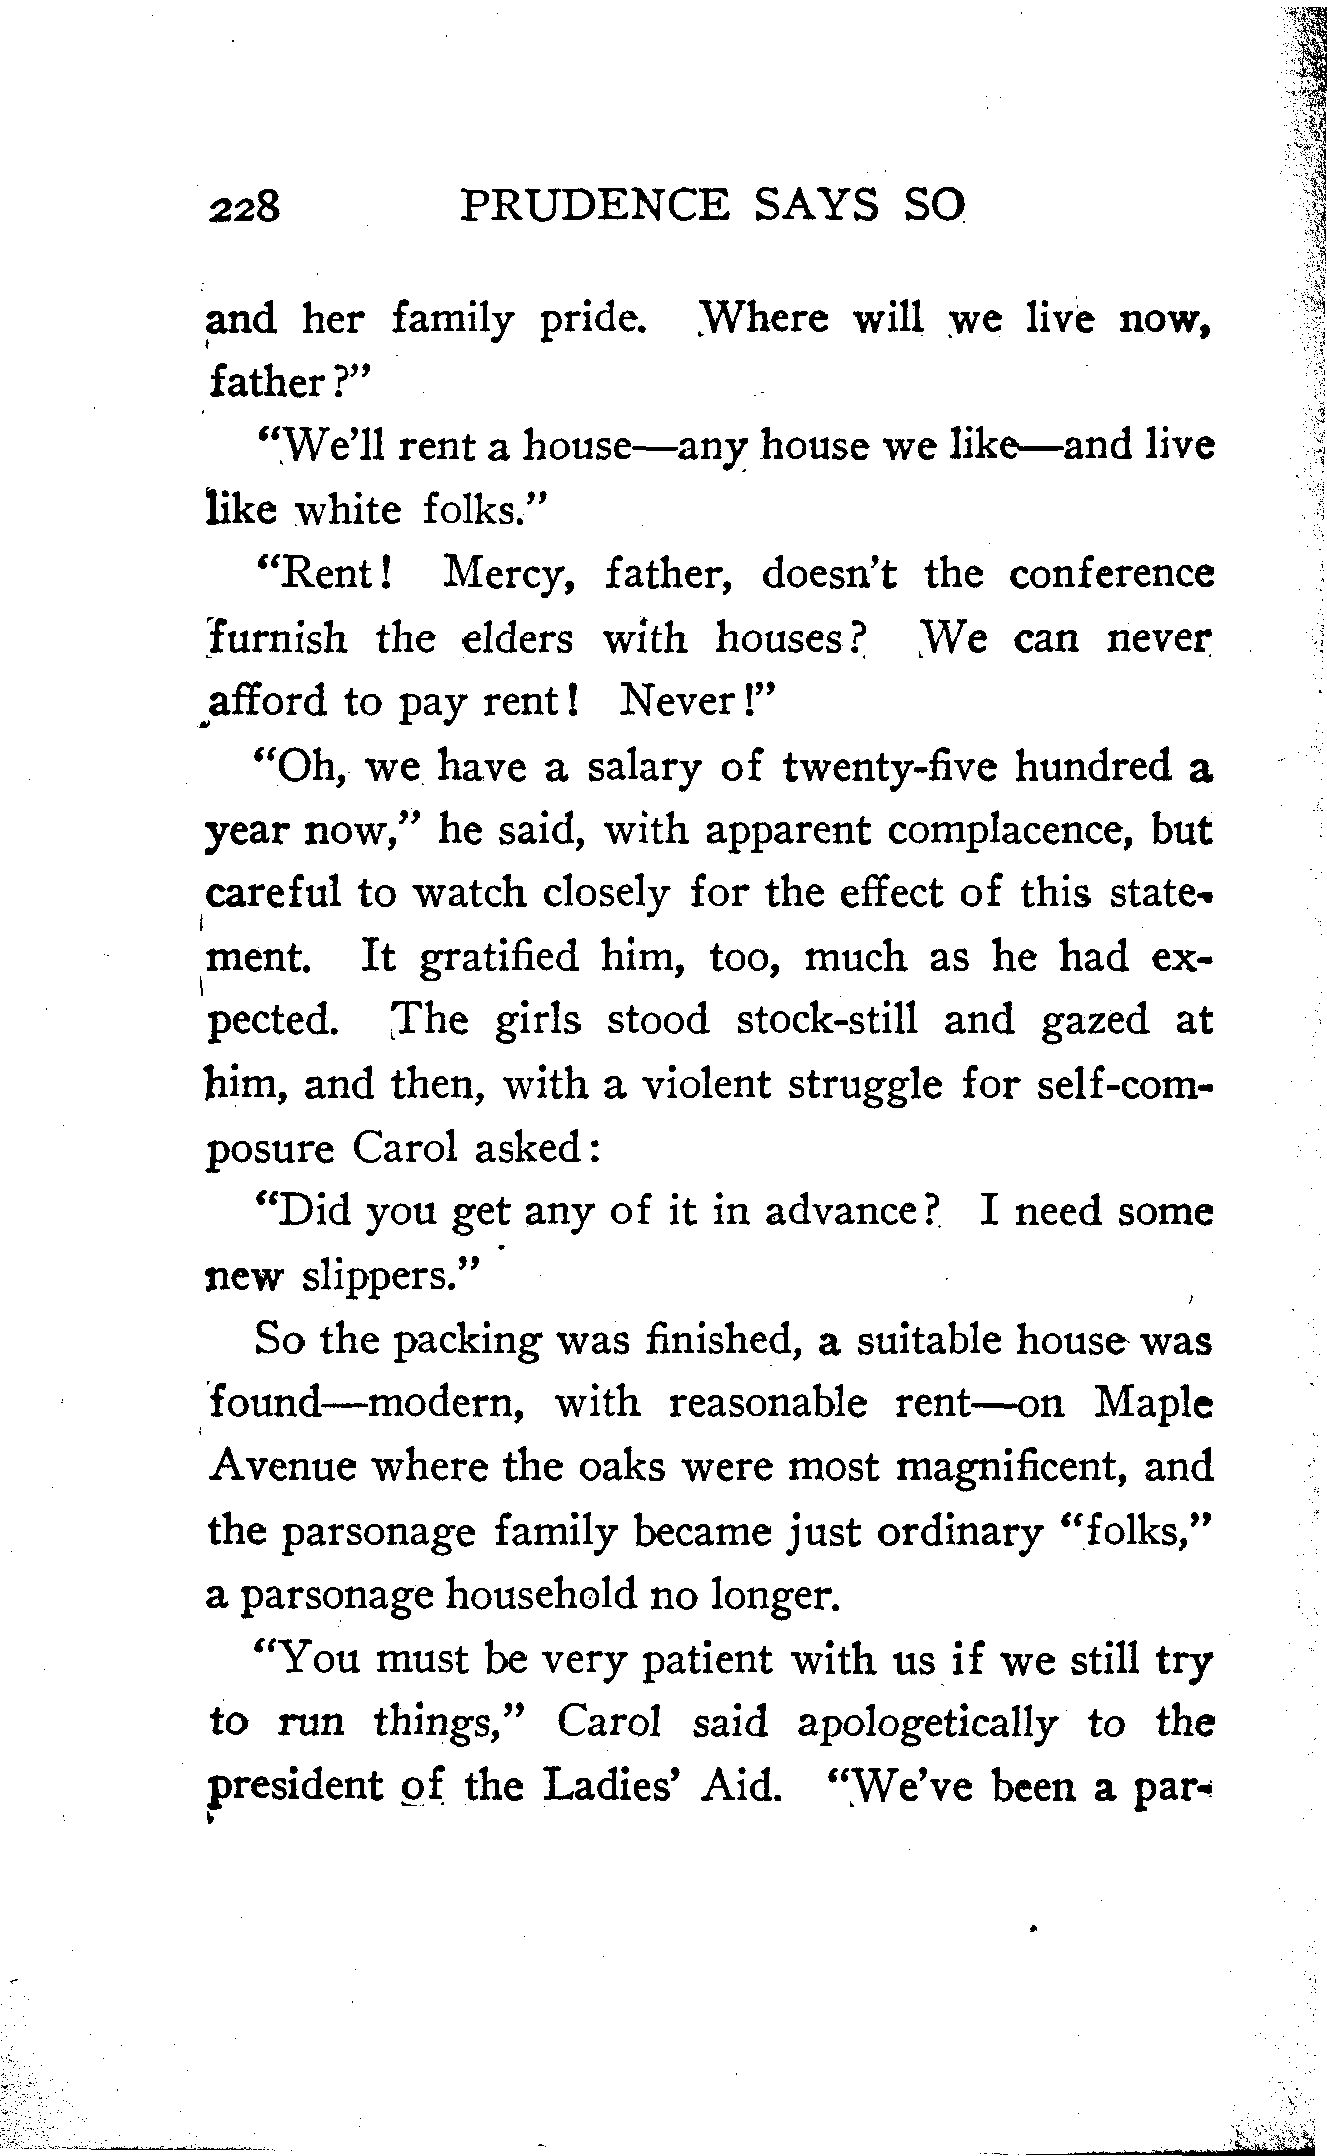 228 PRUDENCE SAYS SO
and her family pride. Where will we live now,
father?"
"We'll rent a house—any house we like—and live
like white folks."
"Rent! Mercy, father, doesn't the conference
furnish the elders with houses? We can never
afford to pay rent! Never!"
"Oh, we have a salary of twenty-five hundred a
year now," he said, with apparent complacence, but
careful to watch closely for the effect of this state-
ment. It gratified him, too, much as he had ex-
pected. The girls stood stock-still and gazed at
him, and then, with a violent struggle for self-com-
posure Carol asked:
"Did you get any of it in advance? I need some
new slippers."
So the packing was finished, a suitable house was
found—modern, with reasonable rent—on Maple
Avenue where the oaks were most magnificent, and
the parsonage family became just ordinary "folks,"
a parsonage household no longer.
"You must be very patient with us if we still try
to run things," Carol said apologetically to the
president of the Ladies' Aid. "We've been a par-